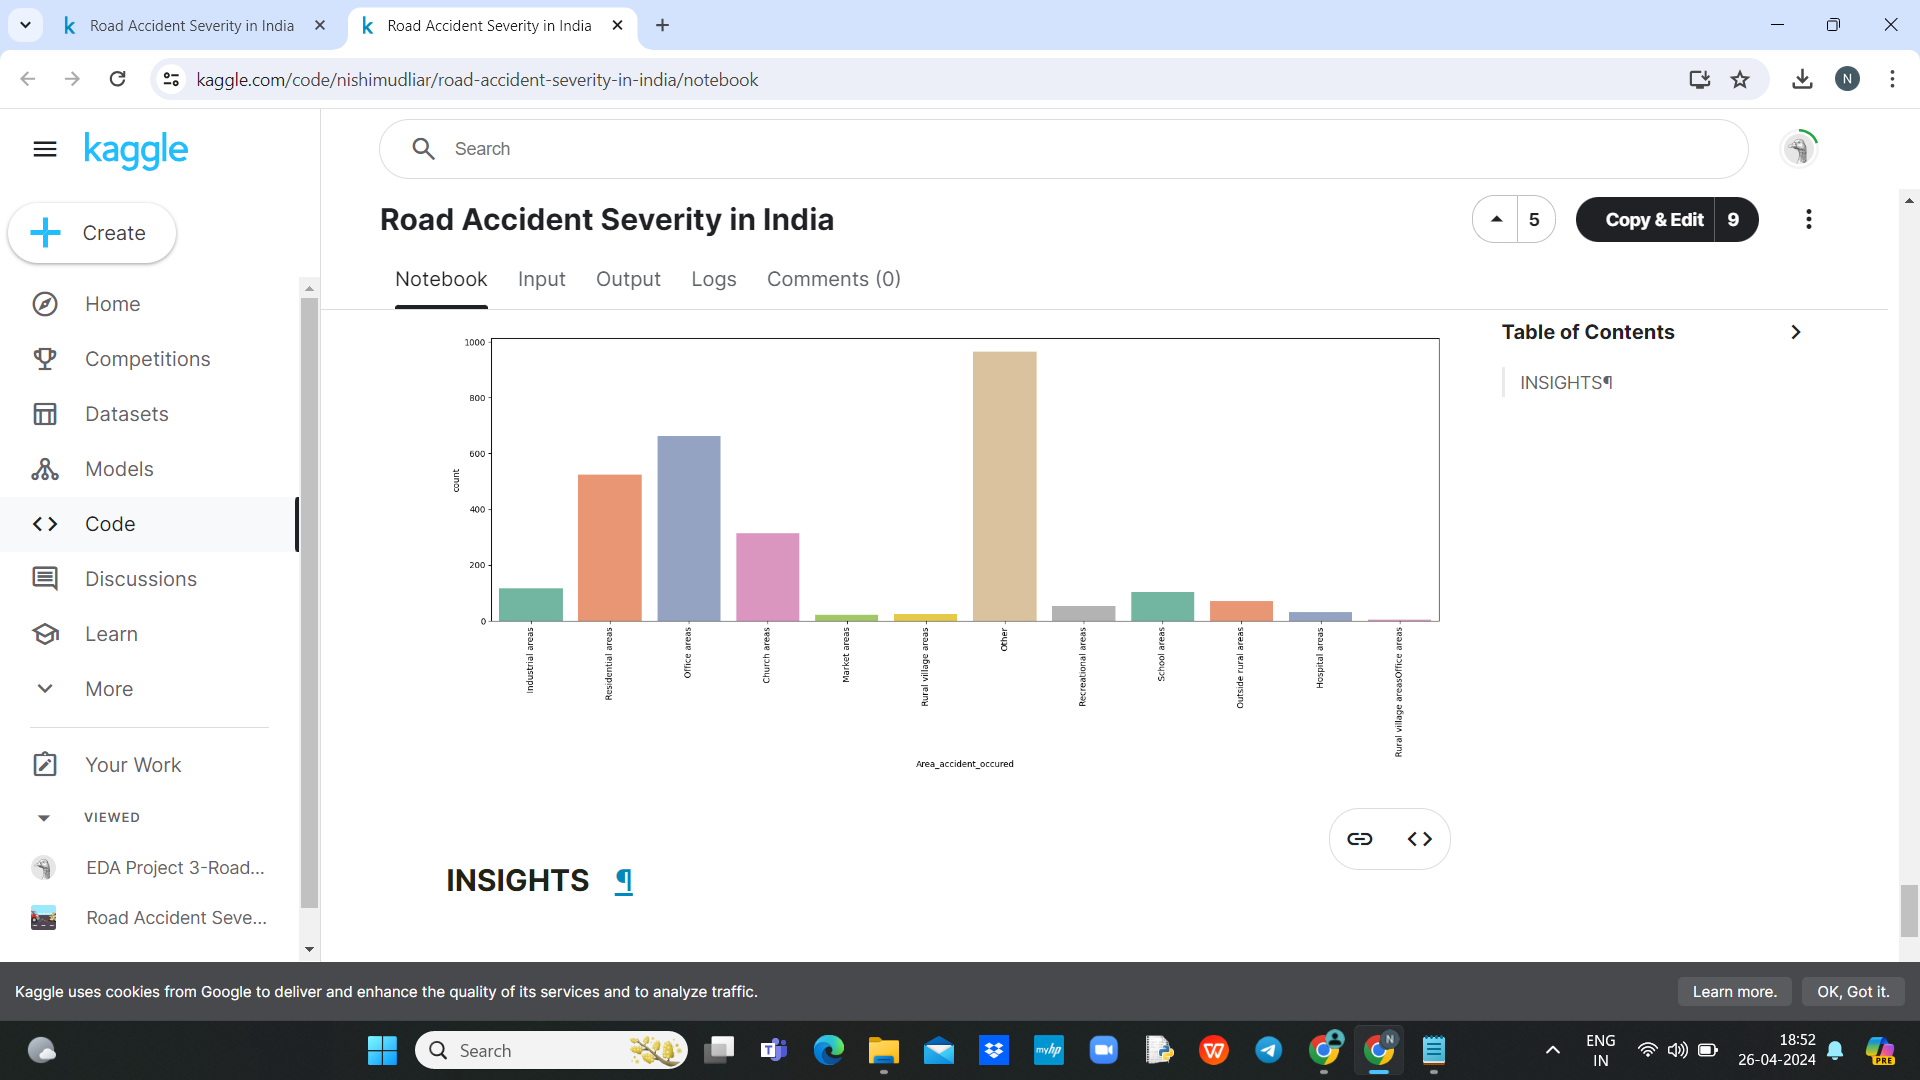 Road Accident Severity in India
Road Accident Severity in India
kaggle.com/code/nishimudliar/road-accident-severity-in-india/notebook
N
kaggle
Search
Create
Road Accident Severity in India
5
Copy & Edit 9
Notebook Input Output Logs Comments (0)
Home
Competitions
Datasets
Models
Code
Discussions
Learn
More
Your Work
VIEWED
EDA Project 3-Road...
Road Accident Seve...
1000
800
600
400
200
0
count
Industrial areas
Residential areas
Office areas
Church areas
Market areas
Rural village areas
Other
Recreational areas
School areas
Outside rural areas
Hospital areas
Rural village areasOffice areas
Area_accident_occured
Table of Contents
INSIGHTS¶
INSIGHTS ¶
Kaggle uses cookies from Google to deliver and enhance the quality of its services and to analyze traffic.
Learn more.
OK, Got it.
Search
myhp
N
ENG
IN
18:52
26-04-2024
PRE